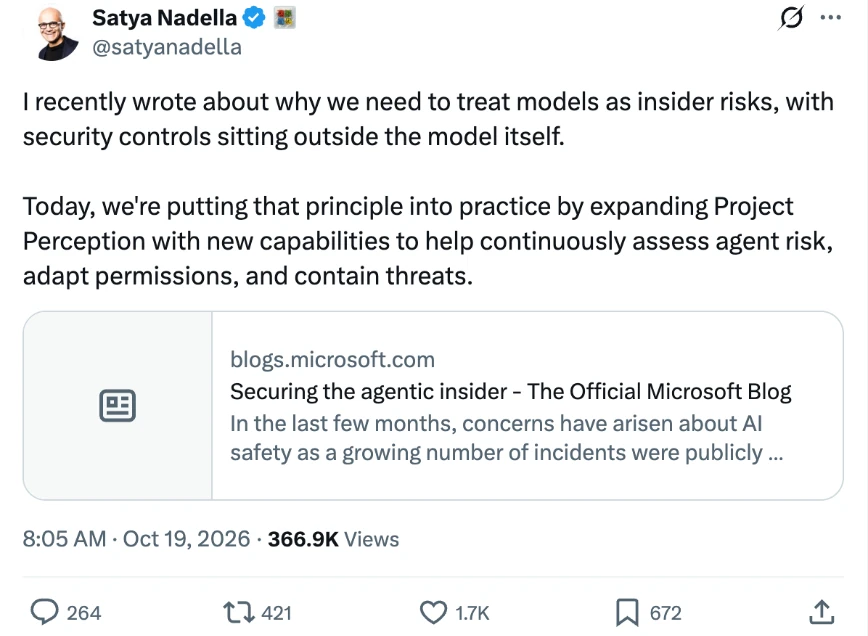 Satya Nadella
@satyanadella
I recently wrote about why we need to treat models as insider risks, with
security controls sitting outside the model itself.
Today, we're putting that principle into practice by expanding Project
Perception with new capabilities to help continuously assess agent risk,
adapt permissions, and contain threats.
blogs.microsoft.com
Securing the agentic insider – The Official Microsoft Blog
In the last few months, concerns have arisen about AI
safety as a growing number of incidents were publicly ...
8:05 AM · Oct 19, 2026 · 366.9K Views
264 421 1.7K 672